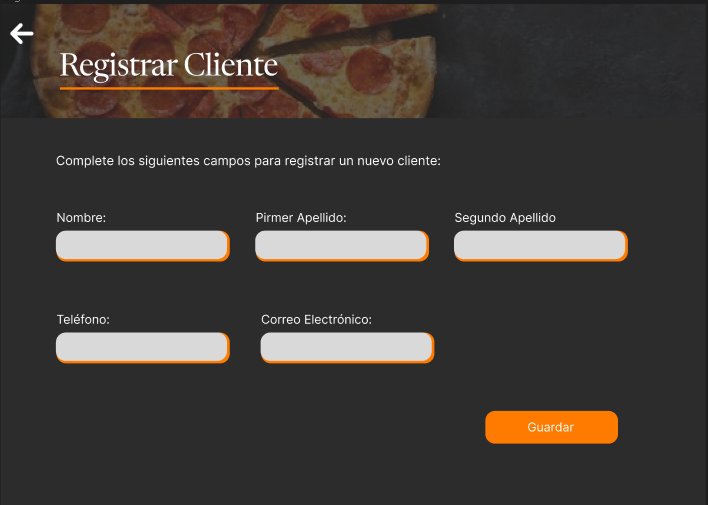 Registrar Cliente
Complete los siguientes campos para registrar un nuevo cliente:
Nombre:
Pirmer Apellido:
Segundo Apellido
Teléfono:
Correo Electrónico:
Guardar